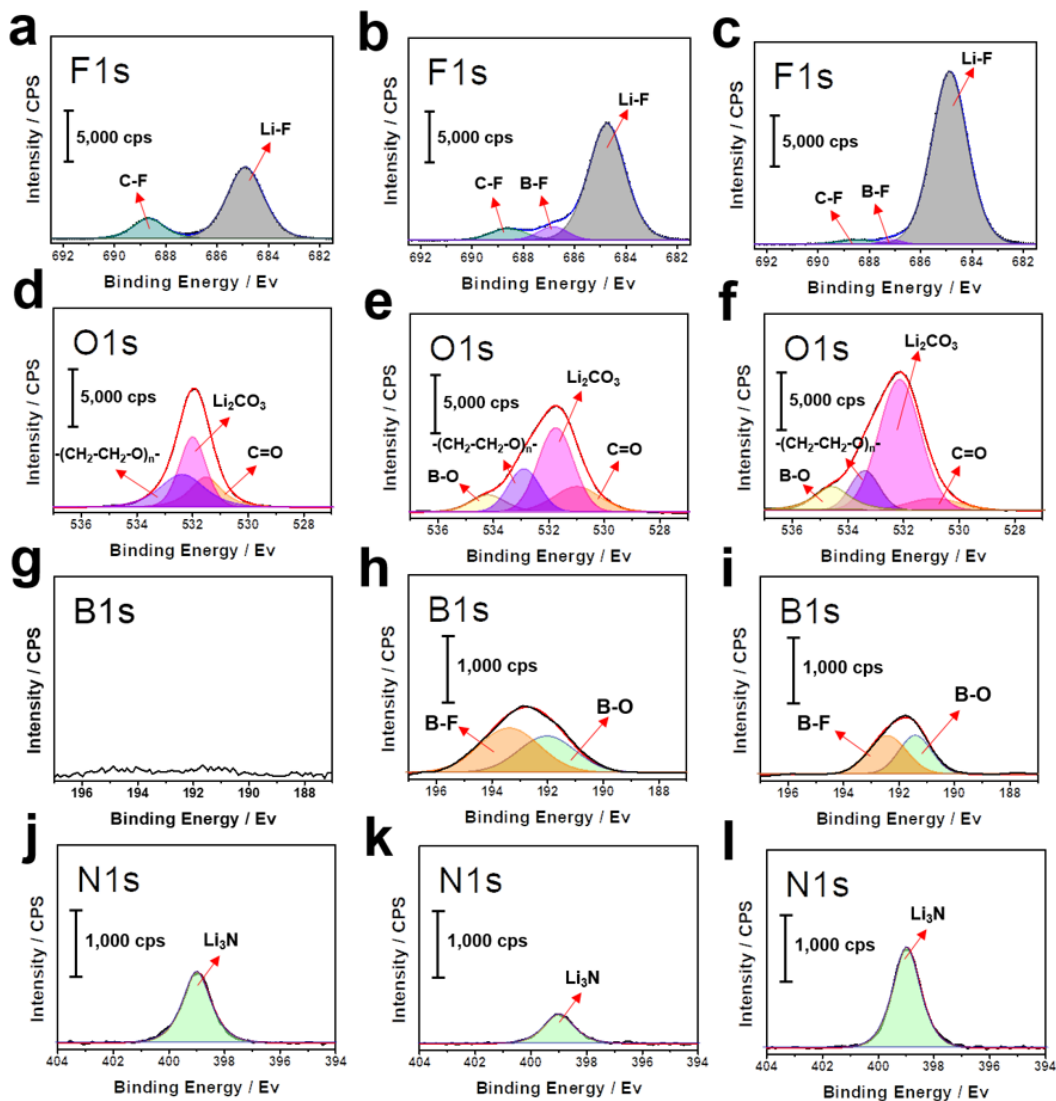 a
F1s
5,000 cps
Li-F
C-F
Intensity / CPS
692 690 688 686 684 682
Binding Energy / Ev
b
F1s
5,000 cps
Li-F
C-F
B-F
Intensity / CPS
692 690 688 686 684 682
Binding Energy / Ev
c
F1s
5,000 cps
Li-F
C-F
B-F
Intensity / CPS
692 690 688 686 684 682
Binding Energy / Ev
d
O1s
5,000 cps
Li₂CO₃
-(CH₂-CH₂-O)ₙ-
C=O
Intensity / CPS
536 534 532 530 528
Binding Energy / Ev
e
O1s
5,000 cps
Li₂CO₃
-(CH₂-CH₂-O)ₙ-
B-O
C=O
Intensity / CPS
536 534 532 530 528
Binding Energy / Ev
f
O1s
5,000 cps
Li₂CO₃
-(CH₂-CH₂-O)ₙ-
B-O
C=O
Intensity / CPS
536 534 532 530 528
Binding Energy / Ev
g
B1s
Intensity / CPS
196 194 192 190 188
Binding Energy / Ev
h
B1s
1,000 cps
B-F
B-O
Intensity / CPS
196 194 192 190 188
Binding Energy / Ev
i
B1s
1,000 cps
B-F
B-O
Intensity / CPS
196 194 192 190 188
Binding Energy / Ev
j
N1s
1,000 cps
Li₃N
Intensity / CPS
404 402 400 398 396 394
Binding Energy / Ev
k
N1s
1,000 cps
Li₃N
Intensity / CPS
404 402 400 398 396 394
Binding Energy / Ev
l
N1s
1,000 cps
Li₃N
Intensity / CPS
404 402 400 398 396 394
Binding Energy / Ev